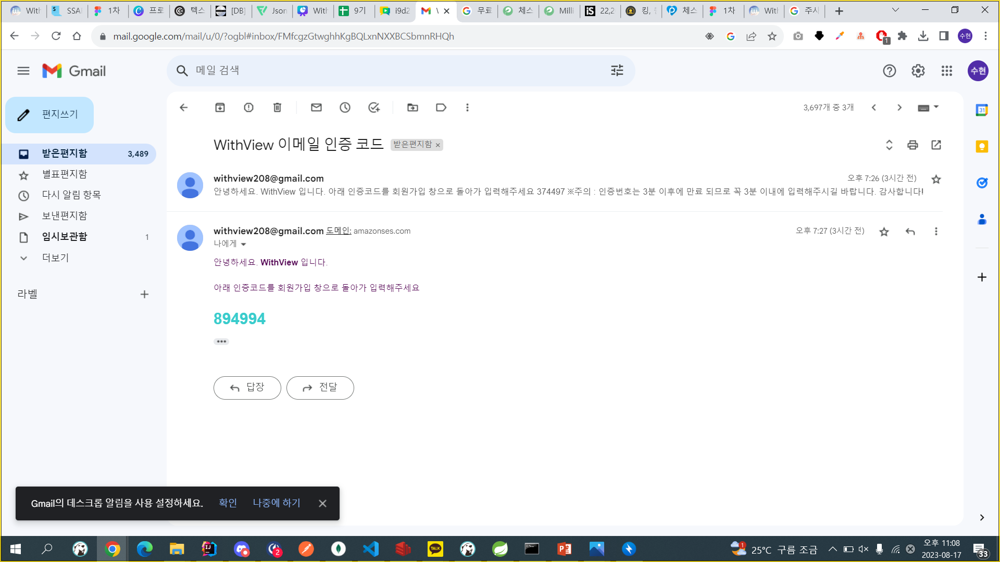 With
SSA
1차
프로
텍스
[DB]
Json
With
9기
i9d2
무료
체스
Milli
22,2
킹,
체스
1차
With
주식
mail.google.com/mail/u/0/?ogbl#inbox/FMfcgzGtwghhKgBQLxnNXXBCSbmnRHQh
1
수현
Gmail
메일 검색
수현
편지쓰기
3,697개 중 3개
31
받은편지함 3,489
별표편지함
다시 알림 항목
보낸편지함
임시보관함 1
더보기
라벨
WithView 이메일 인증 코드 받은편지함
withview208@gmail.com 오후 7:26 (3시간 전)
안녕하세요. WithView 입니다. 아래 인증코드를 회원가입 창으로 돌아가 입력해주세요 374497 ※주의 : 인증번호는 3분 이후에 만료 되므로 꼭 3분 이내에 입력해주시길 바랍니다. 감사합니다!
withview208@gmail.com 도메인: amazonses.com 오후 7:27 (3시간 전)
나에게
안녕하세요. WithView 입니다.
아래 인증코드를 회원가입 창으로 돌아가 입력해주세요
894994
답장
전달
Gmail의 데스크톱 알림을 사용 설정하세요. 확인 나중에 하기
IJ
2
TALK
1
25°C 구름 조금
오후 11:08
2023-08-17
33